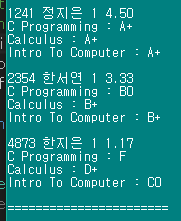 1241 정지은 1 4.50
C Programming : A+
Calculus : A+
Intro To Computer : A+
2354 한서연 1 3.33
C Programming : B0
Calculus : B+
Intro To Computer : B+
4873 한지은 1 1.17
C Programming : F
Calculus : D+
Intro To Computer : C0
=======================